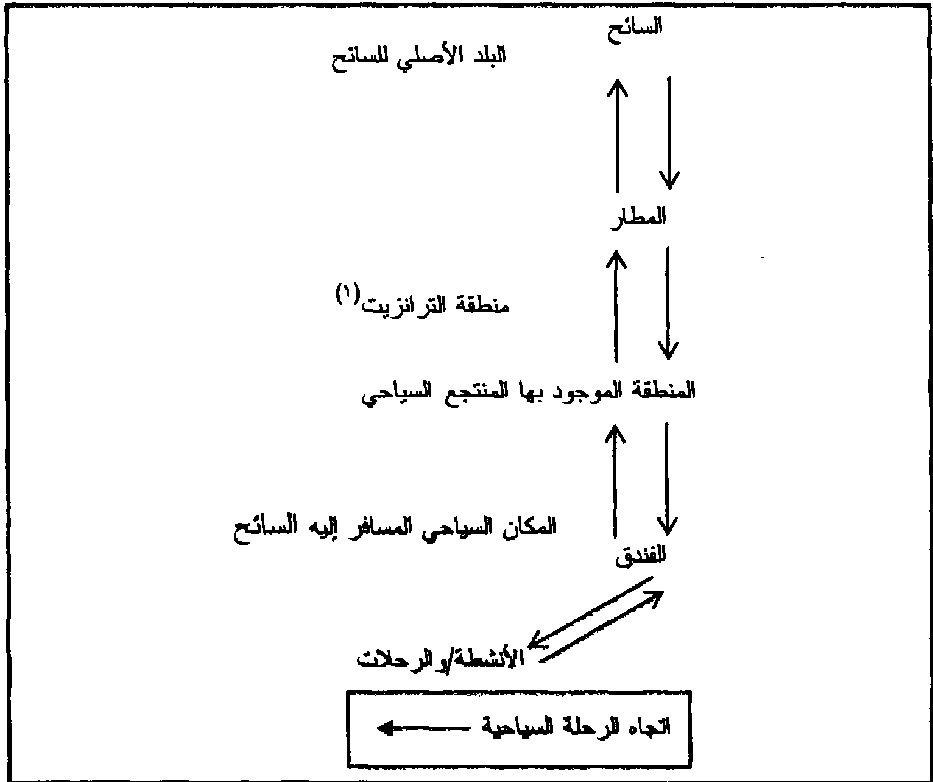 السائح
البلد الأصلي للسائح
المطار
منطقة الترانزيت(١)
المنطقة الموجود بها المنتجع السياحي
المكان السياحي المسافر إليه السائح
الفندق
الأنشطة/والرحلات
اتجاه الرحلة السياحية